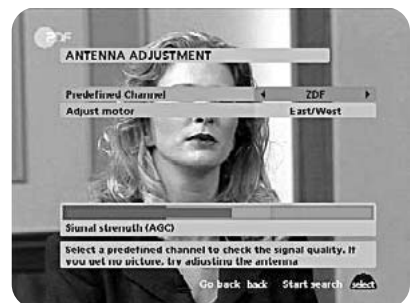 ZDF
ANTENNA ADJUSTMENT
Predefined Channel ZDF
Adjust motor East/West
Signal strength (AGC)
Select a predefined channel to check the signal quality. If
you get no picture, try adjusting the antenna
Go back back Start search select